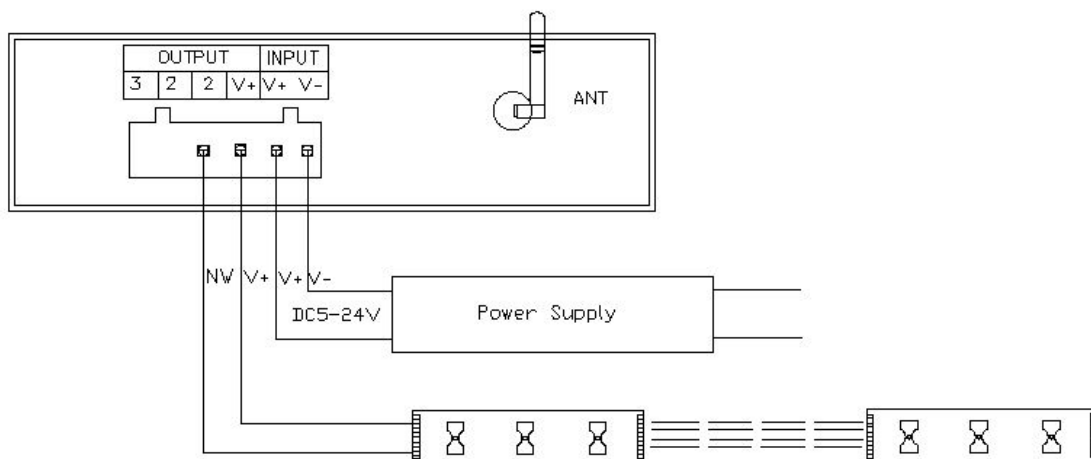 OUTPUT INPUT
3 2 2 V+ V+ V-
ANT
NW V+ V+ V-
DC5-24V
Power Supply